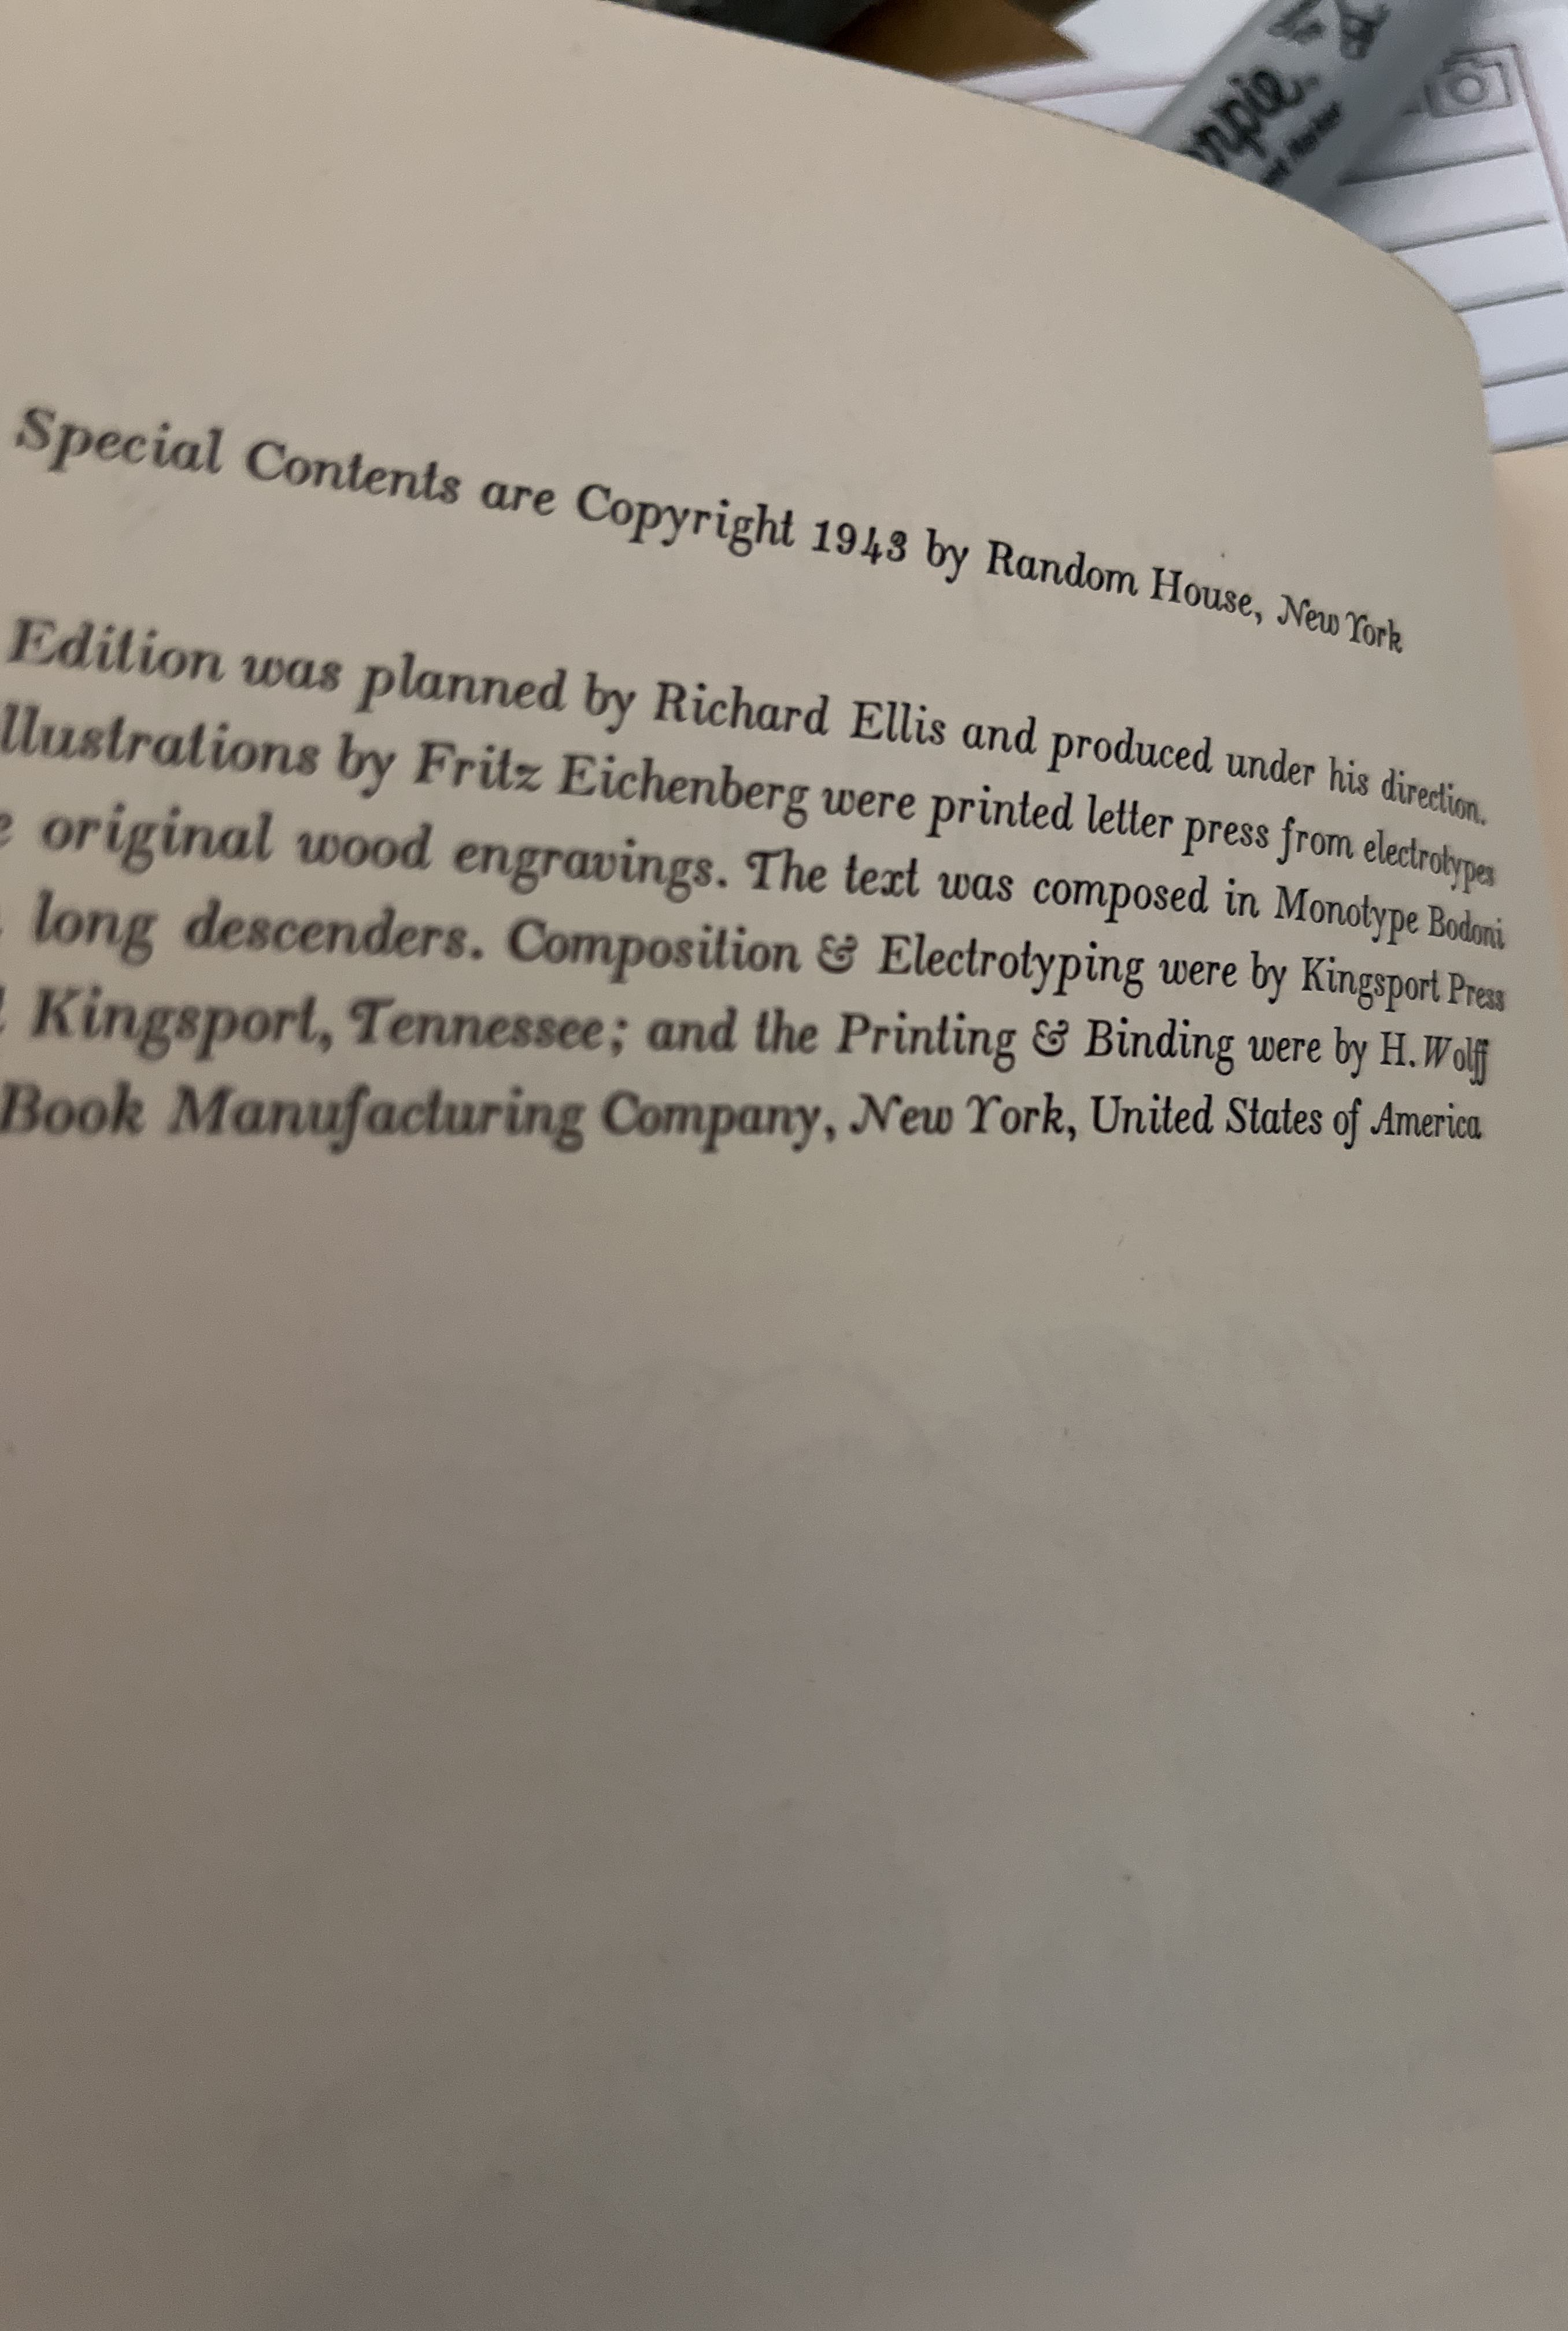 Special Contents are Copyright 1943 by Random House, New York
Edition was planned by Richard Ellis and produced under his direction.
llustrations by Fritz Eichenberg were printed letter press from electrotypes
e original wood engravings. The text was composed in Monotype Bodoni
long descenders. Composition & Electrotyping were by Kingsport Press
Kingsport, Tennessee; and the Printing & Binding were by H. Wolff
Book Manufacturing Company, New York, United States of America